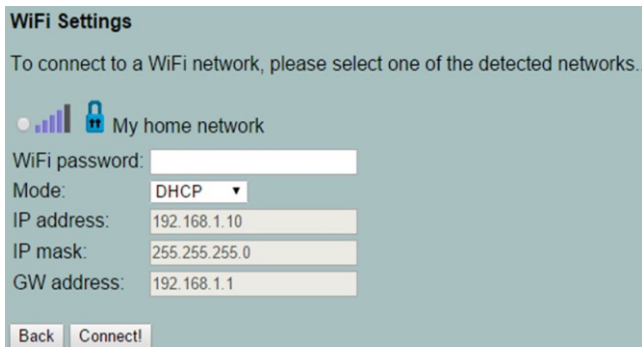 WiFi Settings
To connect to a WiFi network, please select one of the detected networks..
My home network
WiFi password:
Mode: DHCP
IP address: 192.168.1.10
IP mask: 255.255.255.0
GW address: 192.168.1.1
Back Connect!